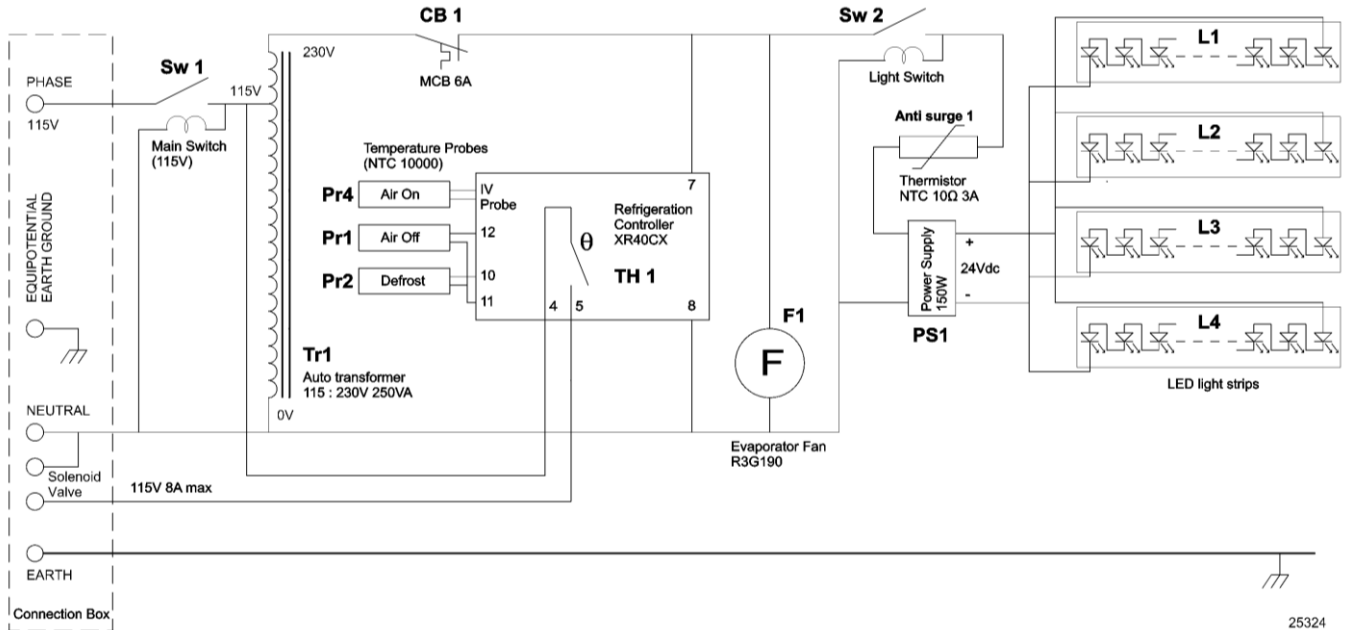 CB 1
MCB 6A
Sw 2
Light Switch
PHASE
115V
Sw 1
Main Switch
(115V)
115V
230V
Temperature Probes
(NTC 10000)
Pr4
Air On
Pr1
Air Off
Pr2
Defrost
IV
Probe
12
10
11
7
Refrigeration
Controller
XR40CX
θ
TH 1
4
5
8
Anti surge 1
Thermistor
NTC 10Ω 3A
Power Supply
150W
+
24Vdc
-
PS1
L1
L2
L3
L4
LED light strips
EQUIPOTENTIAL
EARTH GROUND
Tr1
Auto transformer
115 : 230V 250VA
0V
F1
F
Evaporator Fan
R3G190
NEUTRAL
Solenoid
Valve
115V 8A max
EARTH
Connection Box
25324